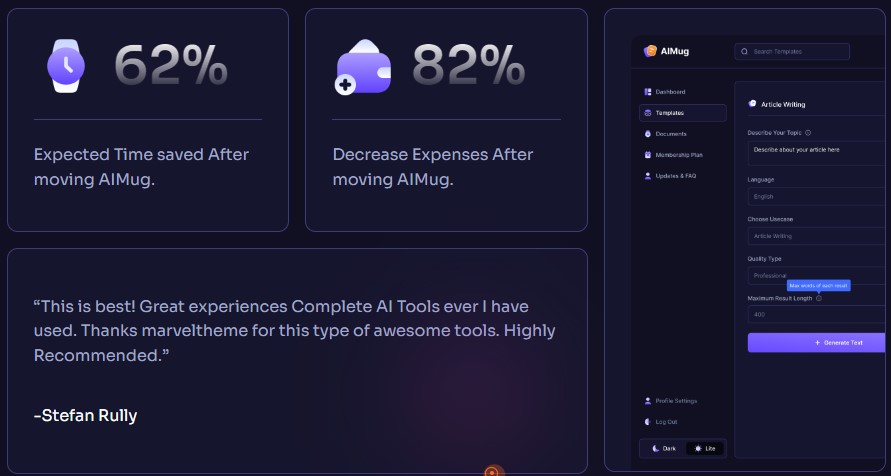 62%
Expected Time saved After
moving AIMug.
82%
Decrease Expenses After
moving AIMug.
“This is best! Great experiences Complete AI Tools ever I have
used. Thanks marveltheme for this type of awesome tools. Highly
Recommended.”
-Stefan Rully
AIMug
Search Templates
Dashboard
Templates
Documents
Membership Plan
Updates & FAQ
Profile Settings
Log Out
Dark
Lite
Article Writing
Describe Your Topic
Describe about your article here
Language
English
Choose Usecase
Article Writing
Quality Type
Professional
Max words of each result
Maximum Result Length
400
+ Generate Text